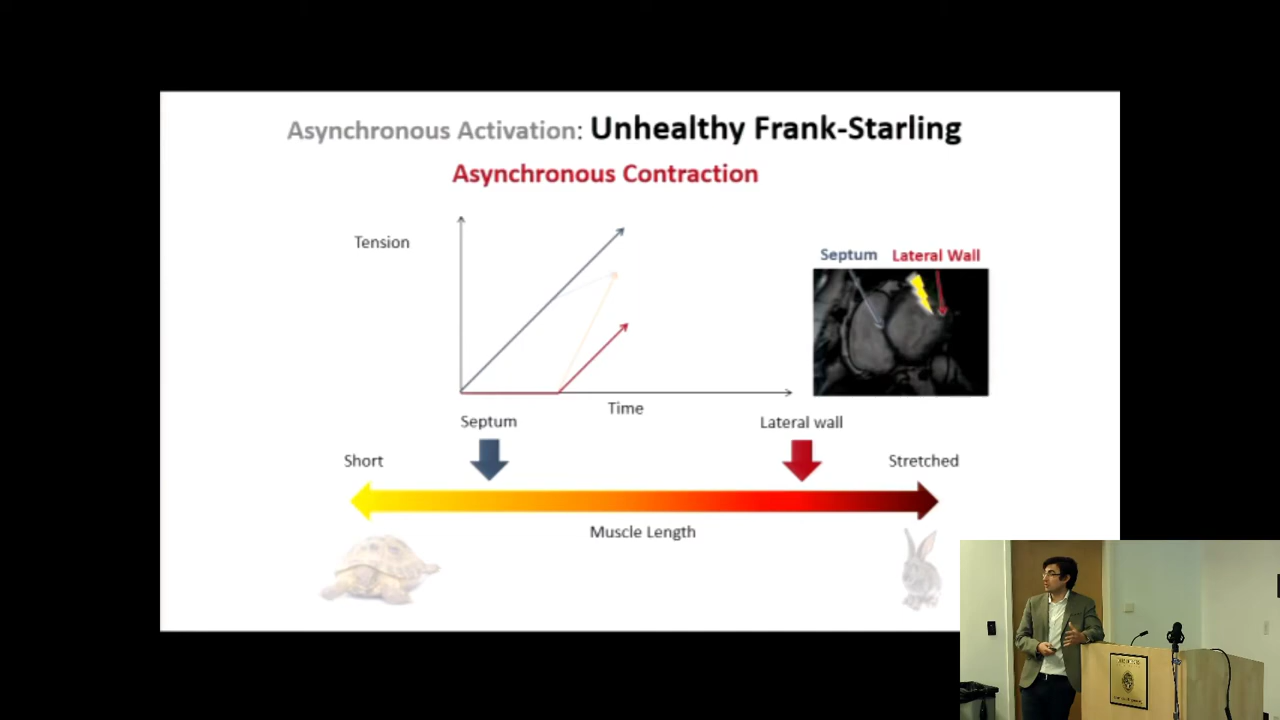 Asynchronous Activation: Unhealthy Frank-Starling
Asynchronous Contraction
Tension
Septum Lateral Wall
Time
Septum
Lateral wall
Short
Stretched
Muscle Length